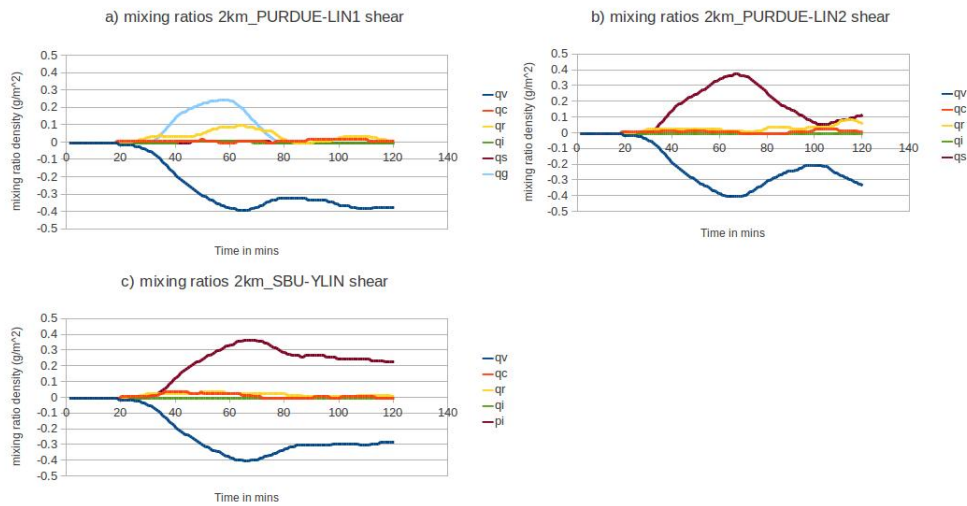 a) mixing ratios 2km_PURDUE-LIN1 shear
0.5
0.4
0.3
0.2
0.1
0
-0.1
-0.2
-0.3
-0.4
-0.5
0 20 40 60 80 100 120 140
mixing ratio density (g/m^2)
Time in mins
qv
qc
qr
qi
qs
qg
b) mixing ratios 2km_PURDUE-LIN2 shear
0.5
0.4
0.3
0.2
0.1
0
-0.1
-0.2
-0.3
-0.4
-0.5
0 20 40 60 80 100 120 140
mixing ratio density (g/m^2)
Time in mins
qv
qc
qr
qi
qs
c) mixing ratios 2km_SBU-YLIN shear
0.5
0.4
0.3
0.2
0.1
0
-0.1
-0.2
-0.3
-0.4
-0.5
0 20 40 60 80 100 120 140
mixing ratio density (g/m^2)
Time in mins
qv
qc
qr
qi
pi